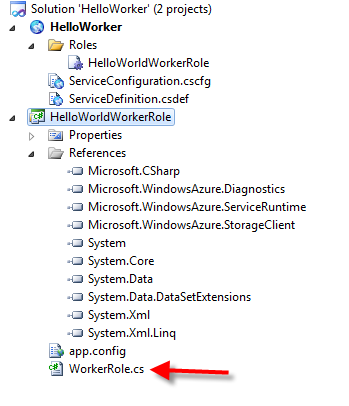 Solution 'HelloWorker' (2 projects)
HelloWorker
Roles
HelloWorldWorkerRole
ServiceConfiguration.cscfg
ServiceDefinition.csdef
HelloWorldWorkerRole
Properties
References
Microsoft.CSharp
Microsoft.WindowsAzure.Diagnostics
Microsoft.WindowsAzure.ServiceRuntime
Microsoft.WindowsAzure.StorageClient
System
System.Core
System.Data
System.Data.DataSetExtensions
System.Xml
System.Xml.Linq
app.config
WorkerRole.cs